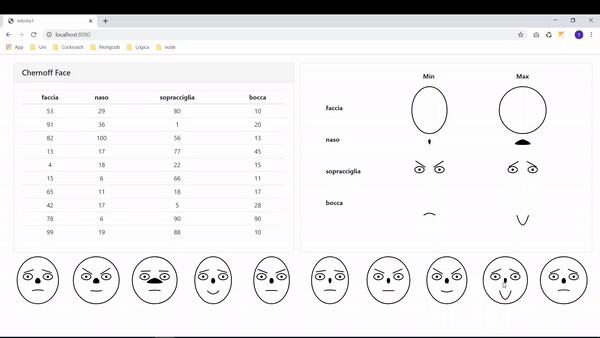 InfoVis1
localhost:8080
App Uni Cockroach Mongodb Logica node
Chernoff Face
faccia naso sopracciglia bocca
53 29 80 10
91 36 1 20
82 100 56 13
13 17 77 45
4 18 22 15
15 6 66 11
65 11 18 17
42 17 5 28
78 6 90 90
99 19 88 10
Min Max
faccia
naso
sopracciglia
bocca